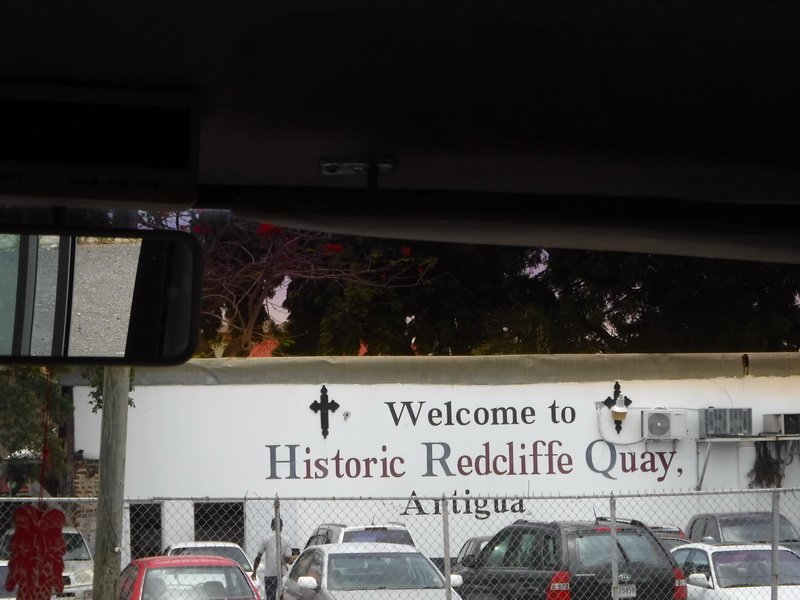 Welcome to
Historic Redcliffe Quay,
Antigua